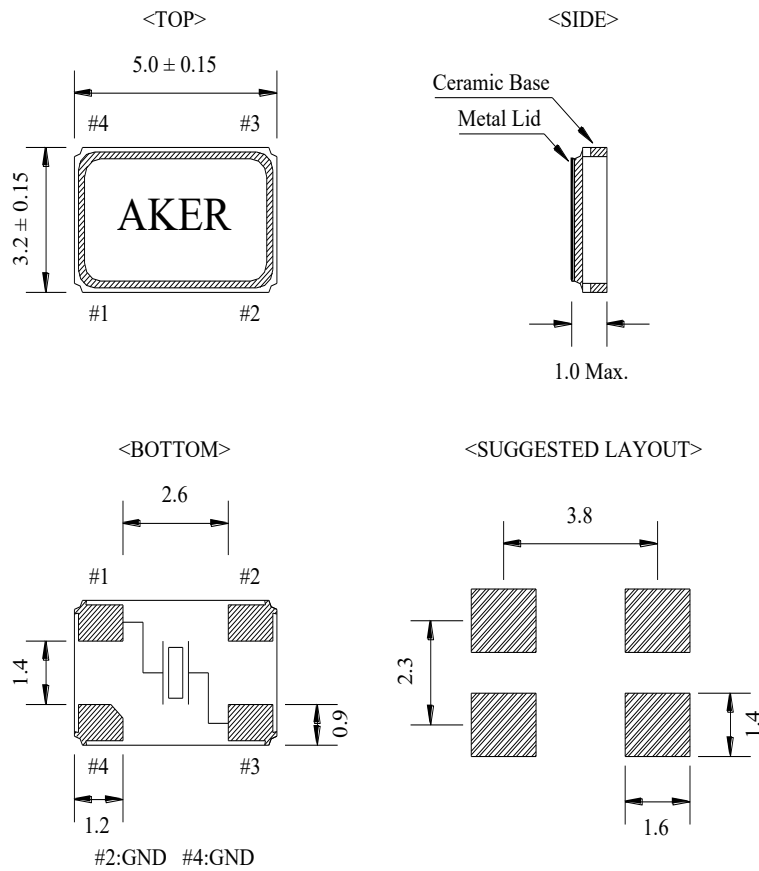 <TOP>
5.0 ± 0.15
#4 #3
3.2 ± 0.15
AKER
#1 #2
<SIDE>
Ceramic Base
Metal Lid
1.0 Max.
<BOTTOM>
2.6
#1 #2
1.4
0.9
#4 #3
1.2
#2:GND #4:GND
<SUGGESTED LAYOUT>
3.8
2.3
1.4
1.6